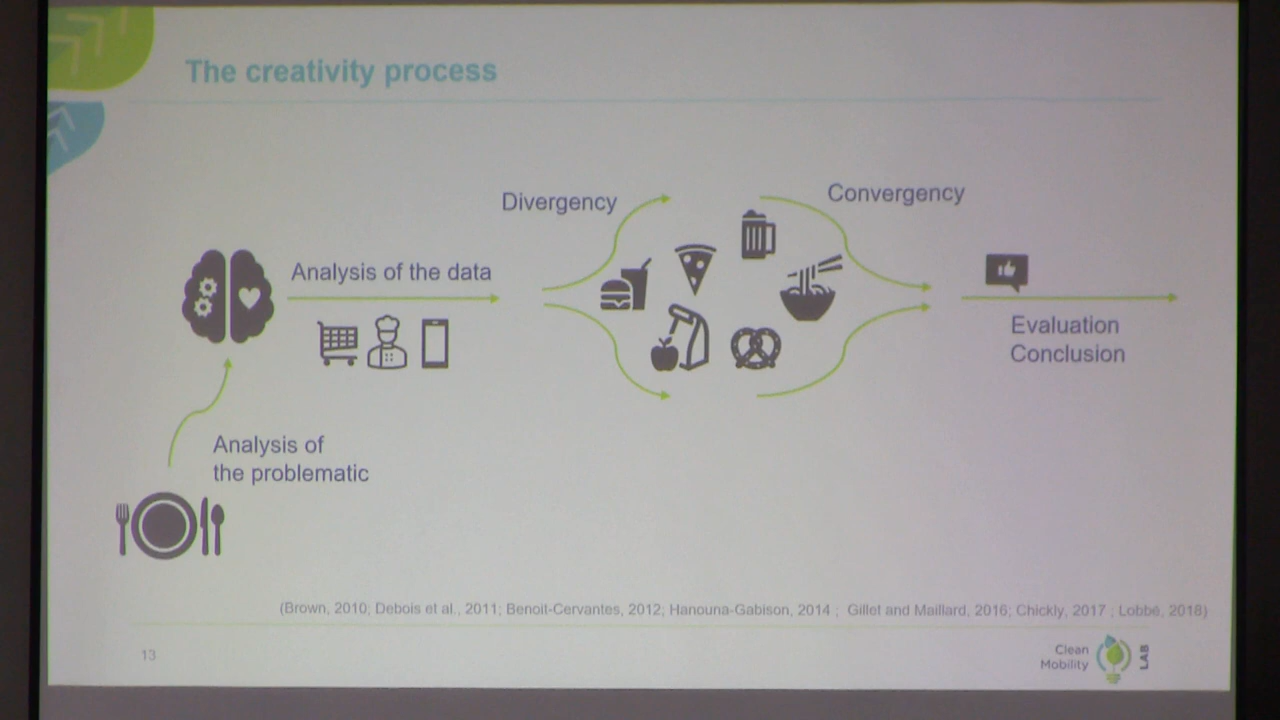 The creativity process
Divergency
Convergency
Analysis of the data
Evaluation
Conclusion
Analysis of
the problematic
(Brown, 2010; Debois et al., 2011; Benoit-Cervantes, 2012; Hanouna-Gabison, 2014 ; Gillet and Maillard, 2016; Chickly, 2017 ; Lobbé, 2018)
13
Clean
Mobility
LAB